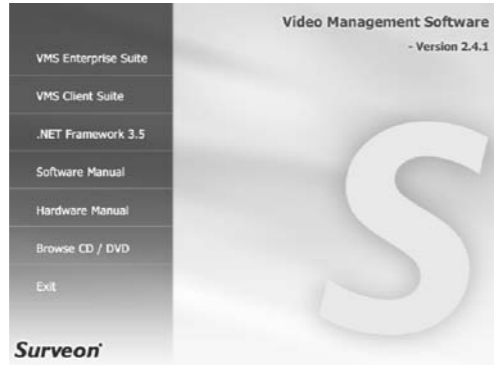 Video Management Software
- Version 2.4.1
VMS Enterprise Suite
VMS Client Suite
.NET Framework 3.5
Software Manual
Hardware Manual
Browse CD / DVD
Exit
S
Surveon